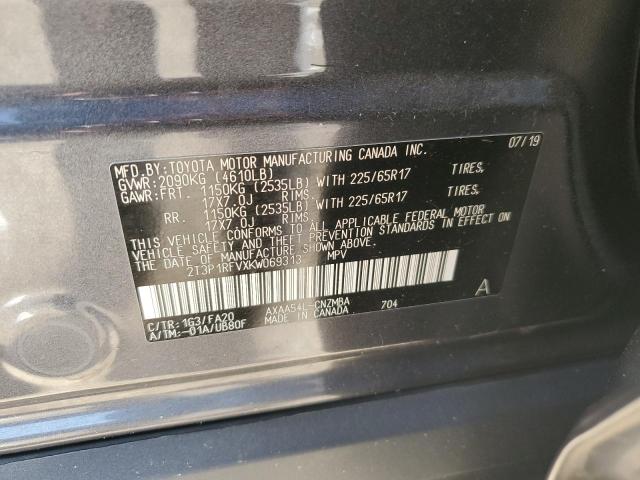 MFD.BY:TOYOTA MOTOR MANUFACTURING CANADA INC. 07/19
GVWR:2090KG (4610LB)
GAWR:FRT. 1150KG (2535LB) WITH 225/65R17 TIRES,
17X7.0J RIMS
RR. 1150KG (2535LB) WITH 225/65R17 TIRES,
17X7.0J RIMS
THIS VEHICLE CONFORMS TO ALL APPLICABLE FEDERAL MOTOR
VEHICLE SAFETY AND THEFT PREVENTION STANDARDS IN
EFFECT ON THE DATE OF MANUFACTURE SHOWN ABOVE.
2T3P1RFVXKW069313 MPV
A
C/TR:1G3/FA20 AXAA54L-CNZMBA 704
A/TM:-01A/UB80F MADE IN CANADA